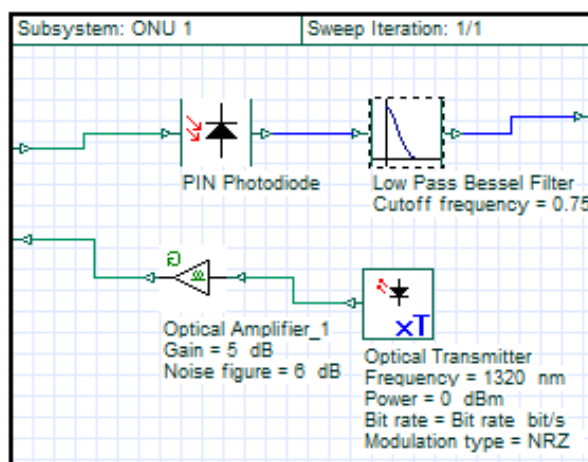 Subsystem: ONU 1
Sweep Iteration: 1/1
PIN Photodiode
Low Pass Bessel Filter
Cutoff frequency = 0.75
Optical Amplifier_1
Gain = 5 dB
Noise figure = 6 dB
xT
Optical Transmitter
Frequency = 1320 nm
Power = 0 dBm
Bit rate = Bit rate bit/s
Modulation type = NRZ